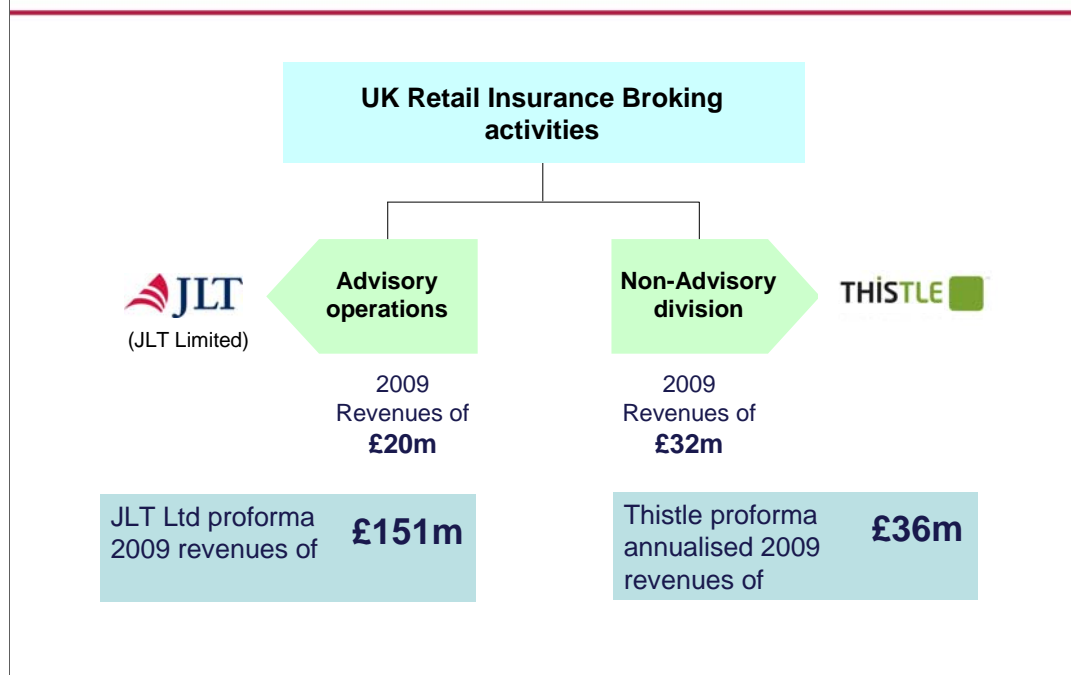 UK Retail Insurance Broking
activities
JLT
(JLT Limited)
Advisory
operations
Non-Advisory
division
THiSTLE
2009
Revenues of
£20m
2009
Revenues of
£32m
JLT Ltd proforma
2009 revenues of
£151m
Thistle proforma
annualised 2009
revenues of
£36m